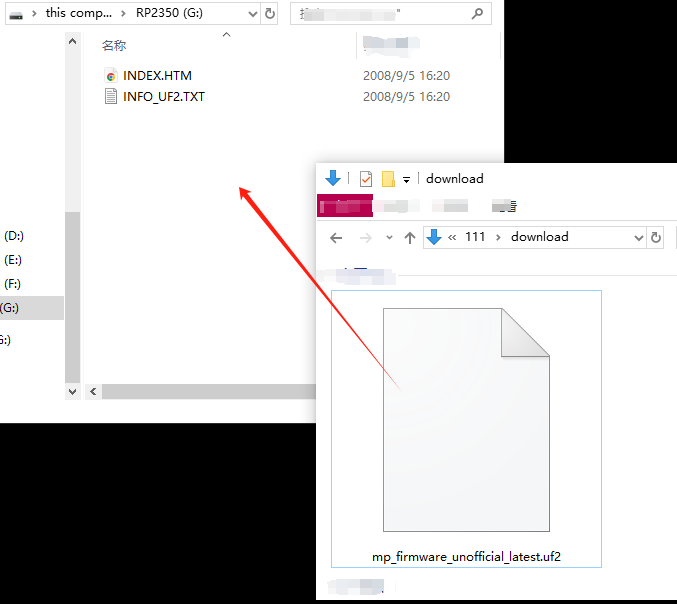 this comp... RP2350 (G:)
名称
INDEX.HTM 2008/9/5 16:20
INFO_UF2.TXT 2008/9/5 16:20
(D:)
(E:)
(F:)
(G:)
G:)
download
« 111 download
mp_firmware_unofficial_latest.uf2